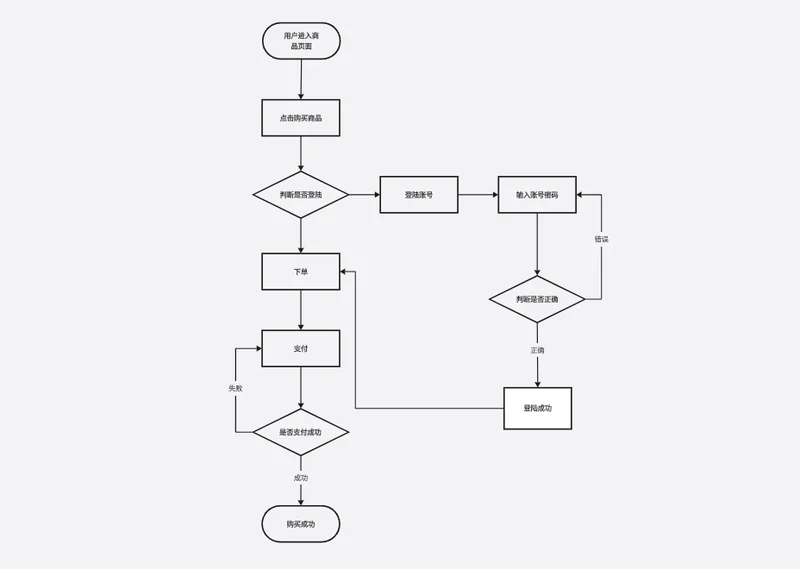 用户进入商
品页面
点击购买商品
判断是否登陆
登陆账号
输入账号密码
错误
下单
判断是否正确
支付
正确
失败
登陆成功
是否支付成功
成功
购买成功